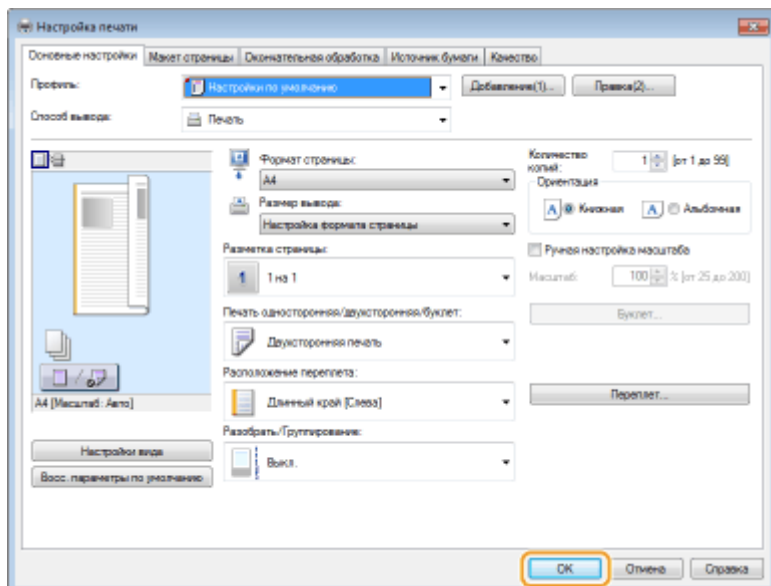 Настройка печати
Основные настройки Макет страницы Окончательная обработка Источник бумаги Качество
Профиль: Настройки по умолчанию Добавление(1)... Правка(2)...
Способ вывода: Печать
Формат страницы:
A4
Размер вывода:
Настройка формата страницы
Разметка страницы:
1 1 на 1
Печать односторонняя/двухсторонняя/буклет:
Двухсторонняя печать
Расположение переплета:
Длинный край [Слева]
Разобрать/Группирование:
Выкл.
Количество копий: 1 [от 1 до 99]
Ориентация
A Книжная A Альбомная
Ручная настройка масштаба
Масштаб: 100 % [от 25 до 200]
Буклет...
Переплет...
A4 [Масштаб: Авто]
Настройки вида
Восс. параметры по умолчанию
OK Отмена Справка